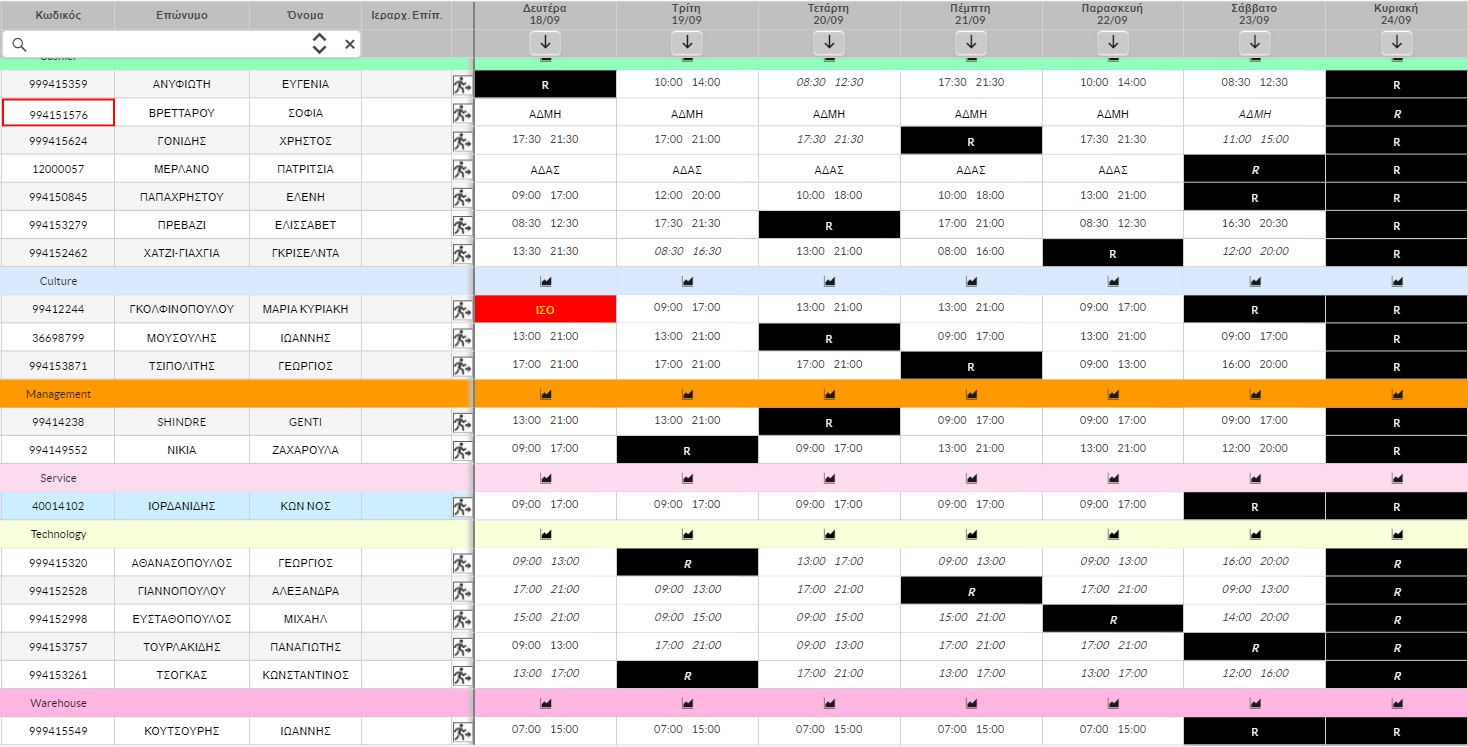 Κωδικός Επώνυμο Όνομα Ιεραρχ. Επίπ. Δευτέρα 18/09 Τρίτη 19/09 Τετάρτη 20/09 Πέμπτη 21/09 Παρασκευή 22/09 Σάββατο 23/09 Κυριακή 24/09
Cashier
999415359 ΑΝΥΦΙΩΤΗ ΕΥΓΕΝΙΑ R 10:00 14:00 08:30 12:30 17:30 21:30 10:00 14:00 08:30 12:30 R
994151576 ΒΡΕΤΤΑΡΟΥ ΣΟΦΙΑ ΑΔΜΗ ΑΔΜΗ ΑΔΜΗ ΑΔΜΗ ΑΔΜΗ ΑΔΜΗ R
999415624 ΓΟΝΙΔΗΣ ΧΡΗΣΤΟΣ 17:30 21:30 17:00 21:00 17:30 21:30 R 17:30 21:30 11:00 15:00 R
12000057 ΜΕΡΛΑΝΟ ΠΑΤΡΙΤΣΙΑ ΑΔΑΣ ΑΔΑΣ ΑΔΑΣ ΑΔΑΣ ΑΔΑΣ R R
994150845 ΠΑΠΑΧΡΗΣΤΟΥ ΕΛΕΝΗ 09:00 17:00 12:00 20:00 10:00 18:00 10:00 18:00 13:00 21:00 R R
994153279 ΠΡΕΒΑΖΙ ΕΛΙΣΣΑΒΕΤ 08:30 12:30 17:30 21:30 R 17:00 21:00 08:30 12:30 16:30 20:30 R
994152462 ΧΑΤΖΙ-ΓΙΑΧΓΙΑ ΓΚΡΙΣΕΛΝΤΑ 13:30 21:30 08:30 16:30 13:00 21:00 08:00 16:00 R 12:00 20:00 R
Culture
99412244 ΓΚΟΛΦΙΝΟΠΟΥΛΟΥ ΜΑΡΙΑ ΚΥΡΙΑΚΗ ΙΣΟ 09:00 17:00 13:00 21:00 13:00 21:00 09:00 17:00 R R
36698799 ΜΟΥΣΟΥΛΗΣ ΙΩΑΝΝΗΣ 13:00 21:00 13:00 21:00 R 09:00 17:00 13:00 21:00 09:00 17:00 R
994153871 ΤΣΙΠΟΛΙΤΗΣ ΓΕΩΡΓΙΟΣ 17:00 21:00 17:00 21:00 17:00 21:00 R 09:00 13:00 16:00 20:00 R
Management
99414238 SHINDRE GENTI 13:00 21:00 13:00 21:00 R 09:00 17:00 09:00 17:00 09:00 17:00 R
994149552 ΝΙΚΙΑ ΖΑΧΑΡΟΥΛΑ 09:00 17:00 R 09:00 17:00 13:00 21:00 13:00 21:00 12:00 20:00 R
Service
40014102 ΙΟΡΔΑΝΙΔΗΣ ΚΩΝ ΝΟΣ 09:00 17:00 09:00 17:00 09:00 17:00 09:00 17:00 09:00 17:00 R R
Technology
999415320 ΑΘΑΝΑΣΟΠΟΥΛΟΣ ΓΕΩΡΓΙΟΣ 09:00 13:00 R 13:00 17:00 09:00 13:00 09:00 13:00 16:00 20:00 R
994152528 ΓΙΑΝΝΟΠΟΥΛΟΥ ΑΛΕΞΑΝΔΡΑ 17:00 21:00 09:00 13:00 17:00 21:00 R 17:00 21:00 09:00 13:00 R
994152998 ΕΥΣΤΑΘΟΠΟΥΛΟΣ ΜΙΧΑΗΛ 15:00 21:00 09:00 15:00 09:00 15:00 15:00 21:00 R 14:00 20:00 R
994153757 ΤΟΥΡΛΑΚΙΔΗΣ ΠΑΝΑΓΙΩΤΗΣ 09:00 13:00 17:00 21:00 09:00 13:00 17:00 21:00 17:00 21:00 R R
994153261 ΤΣΟΓΚΑΣ ΚΩΝΣΤΑΝΤΙΝΟΣ 13:00 17:00 R 17:00 21:00 13:00 17:00 13:00 17:00 12:00 16:00 R
Warehouse
999415549 ΚΟΥΤΣΟΥΡΗΣ ΙΩΑΝΝΗΣ 07:00 15:00 07:00 15:00 07:00 15:00 07:00 15:00 07:00 15:00 R R